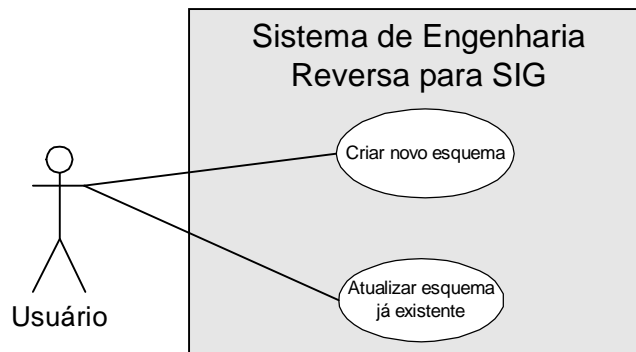 Sistema de Engenharia
Reversa para SIG
Criar novo esquema
Atualizar esquema
já existente
Usuário